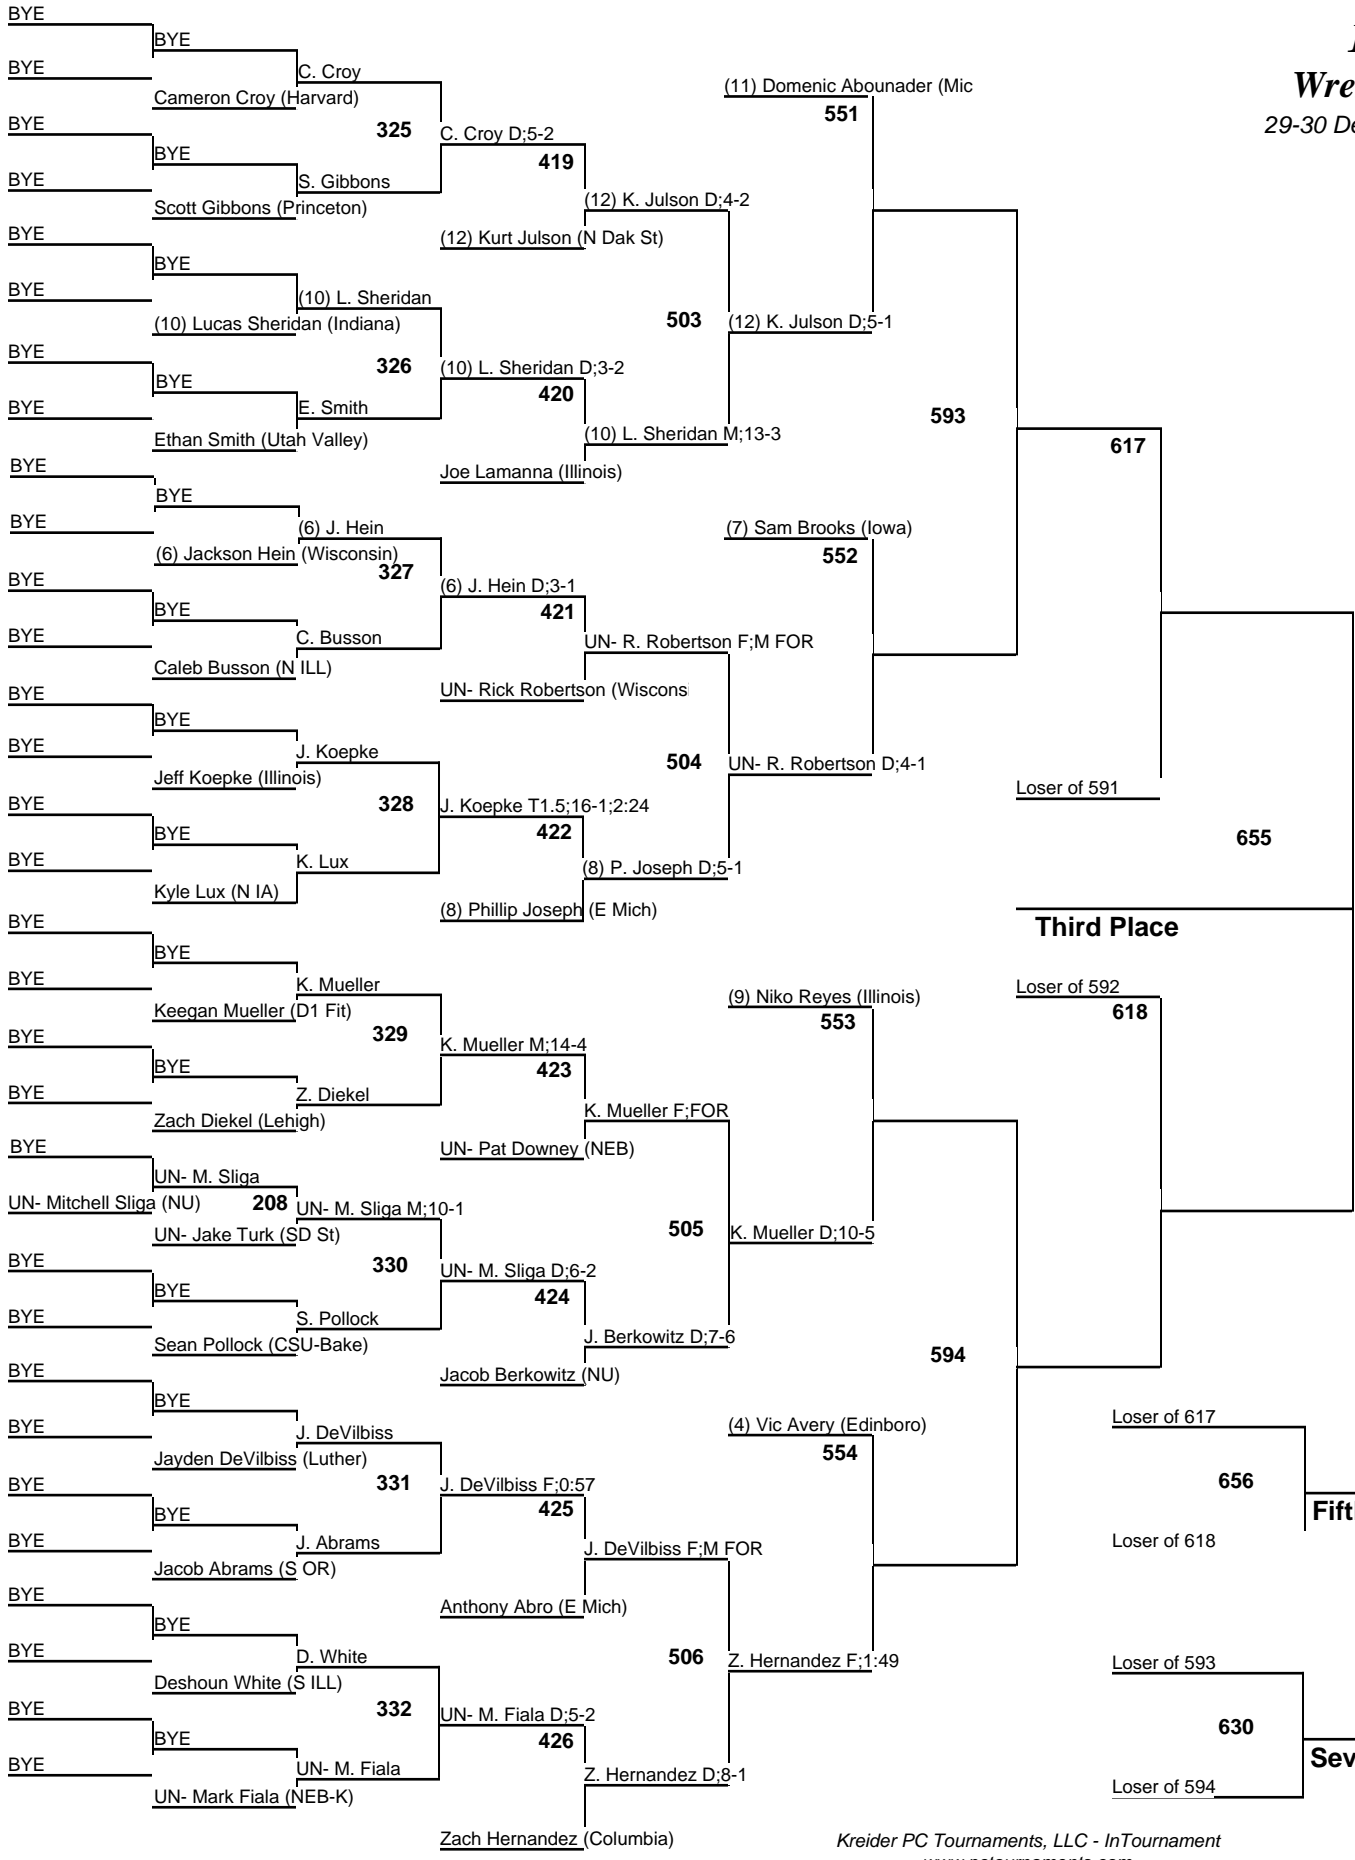 BYE
BYE
BYE
C. Croy
Cameron Croy (Harvard)
(11) Domenic Abounader (Mic
Wre
551
29-30 De
BYE
325
C. Croy D;5-2
BYE
419
BYE
S. Gibbons
Scott Gibbons (Princeton)
(12) K. Julson D;4-2
BYE
(12) Kurt Julson (N Dak St)
BYE
BYE
(10) L. Sheridan
(10) Lucas Sheridan (Indiana)
503
(12) K. Julson D;5-1
BYE
326
(10) L. Sheridan D;3-2
BYE
420
BYE
E. Smith
593
Ethan Smith (Utah Valley)
(10) L. Sheridan M;13-3
617
BYE
Joe Lamanna (Illinois)
BYE
BYE
(6) J. Hein
(7) Sam Brooks (Iowa)
(6) Jackson Hein (Wisconsin)
552
327
BYE
(6) J. Hein D;3-1
BYE
421
BYE
C. Busson
UN- R. Robertson F;M FOR
Caleb Busson (N ILL)
UN- Rick Robertson (Wisconsi
BYE
BYE
BYE
J. Koepke
504
UN- R. Robertson D;4-1
Jeff Koepke (Illinois)
Loser of 591
BYE
328
J. Koepke T1.5;16-1;2:24
BYE
422
655
BYE
K. Lux
(8) P. Joseph D;5-1
Kyle Lux (N IA)
(8) Phillip Joseph (E Mich)
BYE
Third Place
BYE
BYE
K. Mueller
Loser of 592
(9) Niko Reyes (Illinois)
Keegan Mueller (D1 Fit)
618
553
329
BYE
K. Mueller M;14-4
BYE
423
BYE
Z. Diekel
K. Mueller F;FOR
Zach Diekel (Lehigh)
BYE
UN- Pat Downey (NEB)
UN- M. Sliga
UN- Mitchell Sliga (NU)
208
UN- M. Sliga M;10-1
UN- Jake Turk (SD St)
505
K. Mueller D;10-5
BYE
330
UN- M. Sliga D;6-2
BYE
424
BYE
S. Pollock
J. Berkowitz D;7-6
Sean Pollock (CSU-Bake)
594
BYE
Jacob Berkowitz (NU)
BYE
BYE
J. DeVilbiss
(4) Vic Avery (Edinboro)
Loser of 617
Jayden DeVilbiss (Luther)
554
BYE
331
J. DeVilbiss F;0:57
656
BYE
425
Fift
BYE
J. Abrams
J. DeVilbiss F;M FOR
Loser of 618
Jacob Abrams (S OR)
BYE
Anthony Abro (E Mich)
BYE
BYE
D. White
506
Z. Hernandez F;1:49
Loser of 593
Deshoun White (S ILL)
BYE
332
UN- M. Fiala D;5-2
630
BYE
426
Sev
BYE
UN- M. Fiala
Z. Hernandez D;8-1
Loser of 594
UN- Mark Fiala (NEB-K)
Zach Hernandez (Columbia)
Kreider PC Tournaments, LLC - InTournament